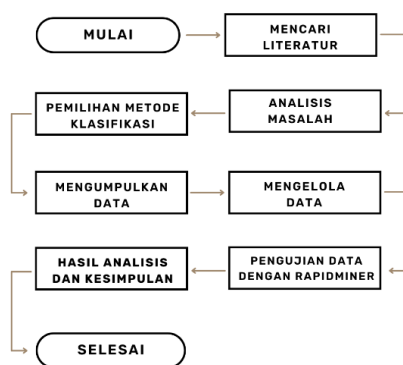 MULAI
MENCARI
LITERATUR
ANALISIS
MASALAH
PEMILIHAN METODE
KLASIFIKASI
MENGUMPULKAN
DATA
MENGELOLA
DATA
PENGUJIAN DATA
DENGAN RAPIDMINER
HASIL ANALISIS
DAN KESIMPULAN
SELESAI